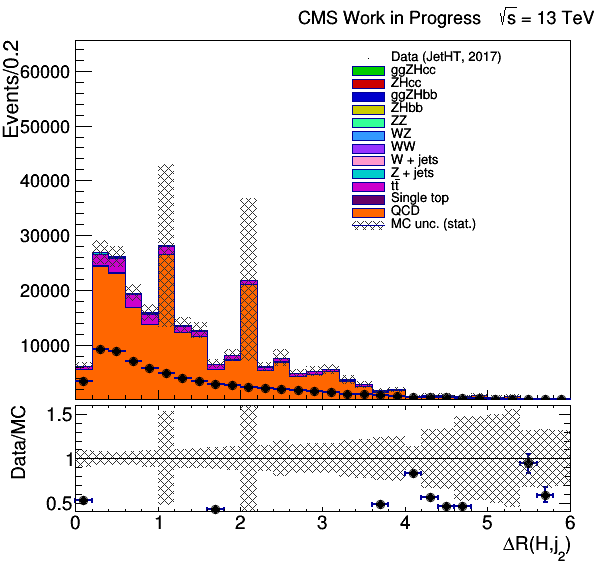 CMS Work in Progress √s = 13 TeV
Events/0.2
60000
50000
40000
30000
20000
10000
Data (JetHT, 2017)
ggZHcc
ZHcc
ggZHbb
ZHbb
ZZ
WZ
WW
W + jets
Z + jets
tt̄
Single top
QCD
MC unc. (stat.)
Data/MC
1.5
1
0.5
0 1 2 3 4 5 6
ΔR(H,j₂)